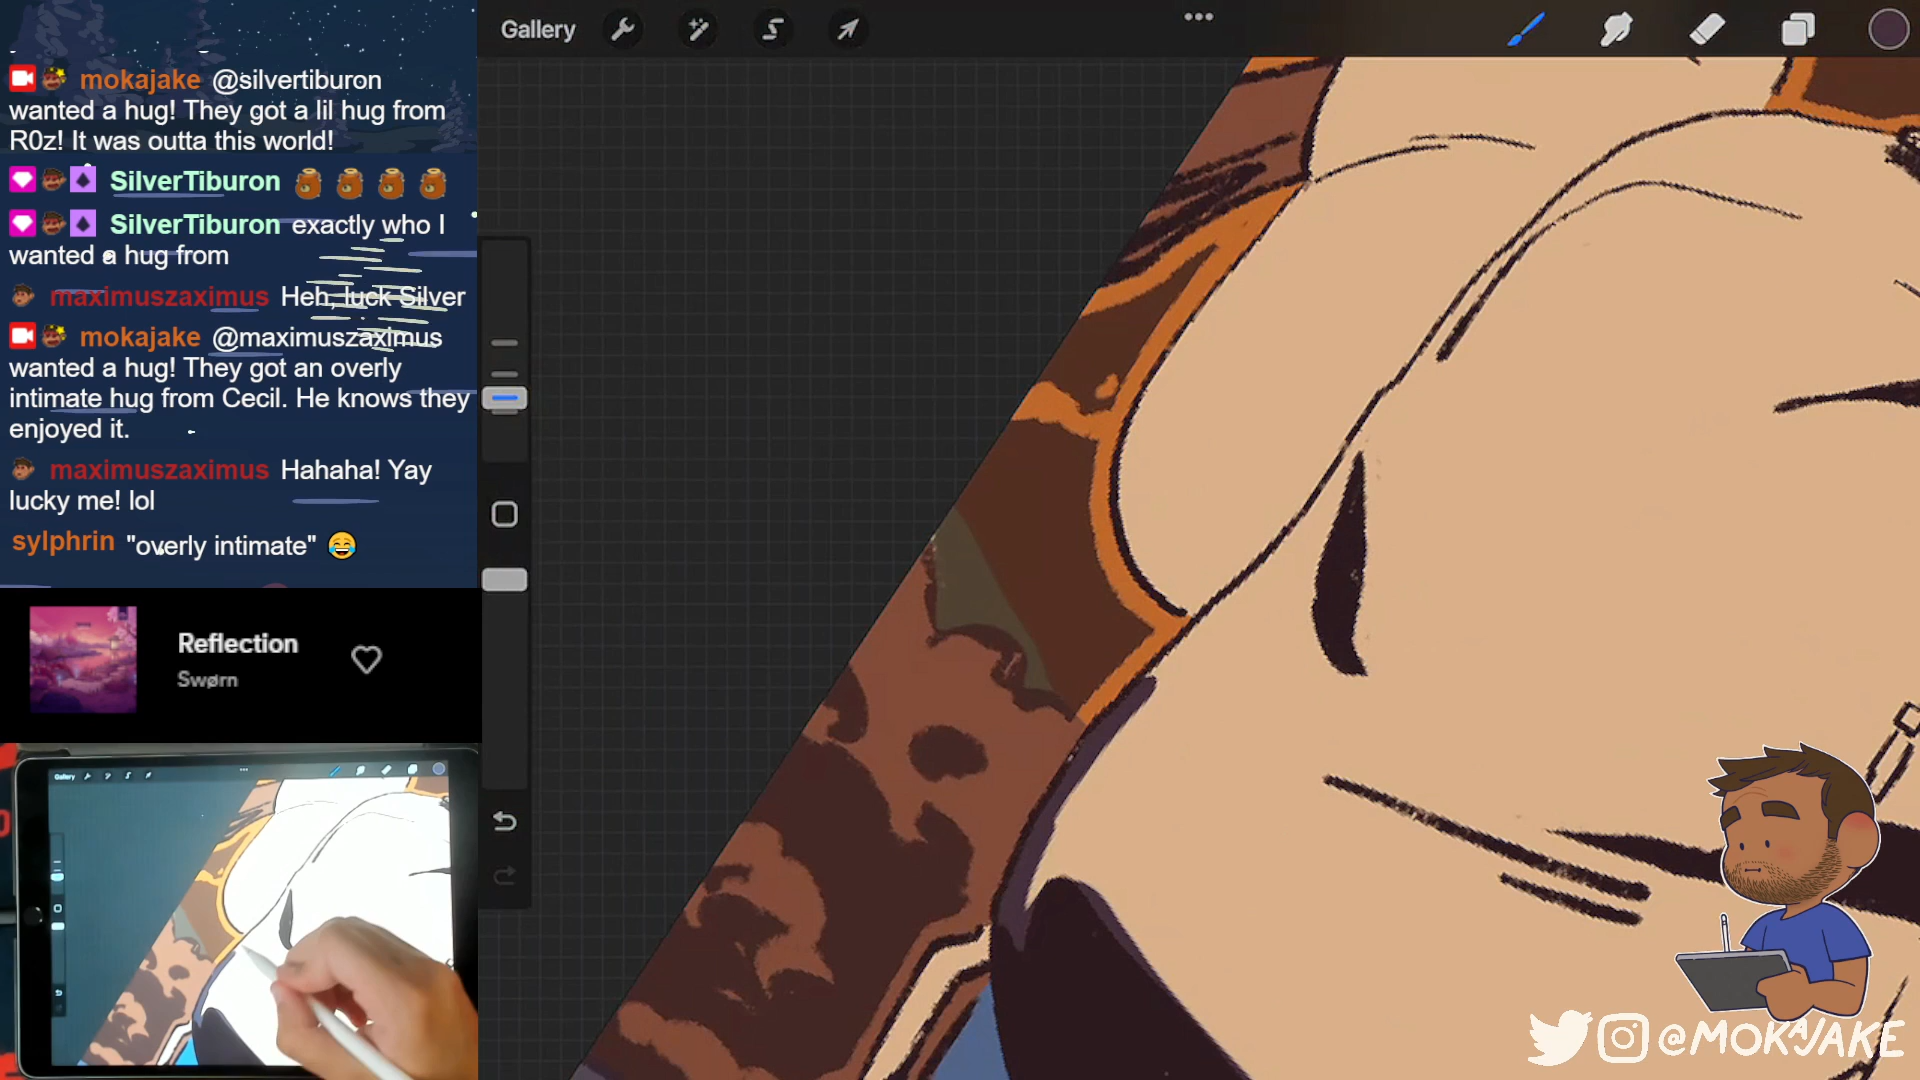 Gallery
mokajake @silvertiburon
wanted a hug! They got a lil hug from
R0z! It was outta this world!
SilverTiburon
SilverTiburon exactly who I
wanted a hug from
maximuszaximus Heh, luck Silver
mokajake @maximuszaximus
wanted a hug! They got an overly
intimate hug from Cecil. He knows they
enjoyed it.
maximuszaximus Hahaha! Yay
lucky me! lol
sylphrin "overly intimate" 😂
Reflection
Swørn
Gallery
@MOKAJAKE